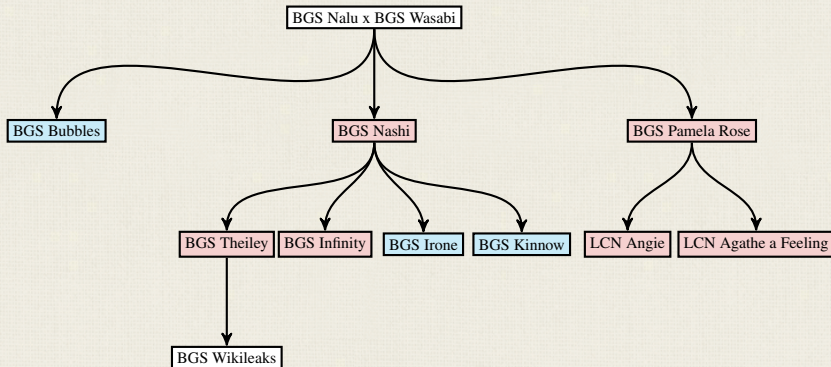 BGS Nalu x BGS Wasabi
BGS Bubbles
BGS Nashi
BGS Pamela Rose
BGS Theiley
BGS Infinity
BGS Irone
BGS Kinnow
LCN Angie
LCN Agathe a Feeling
BGS Wikileaks